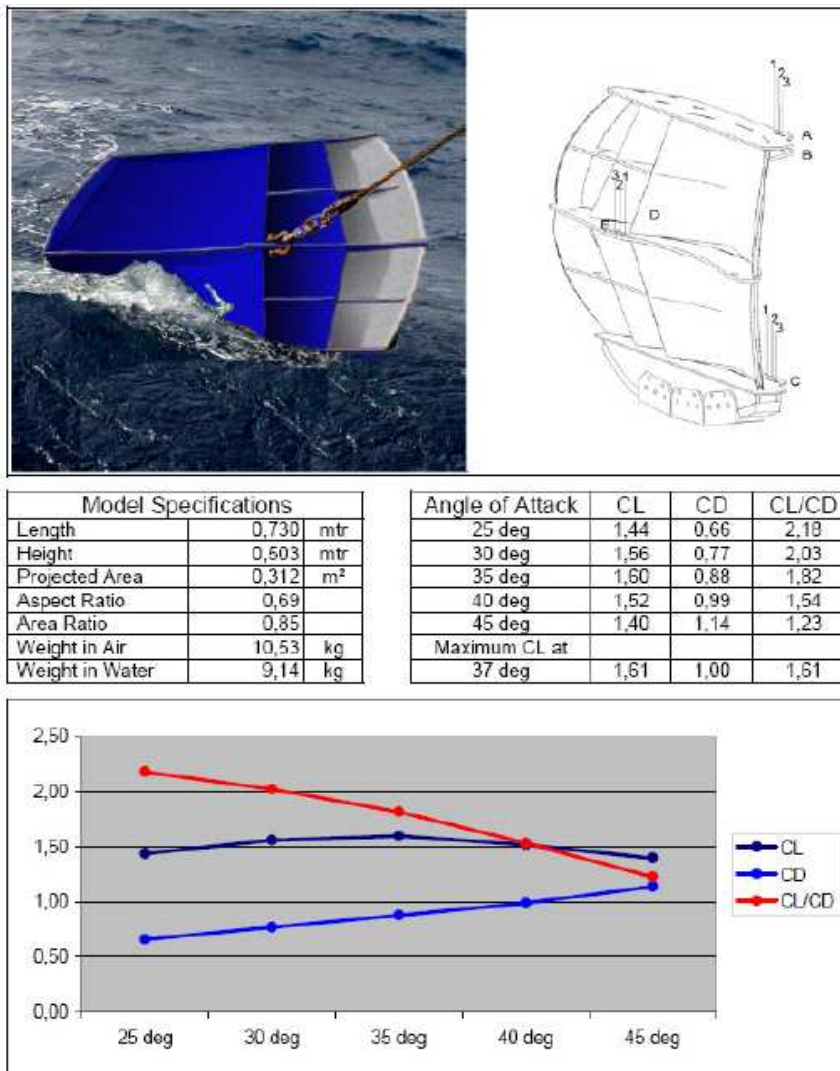 1
2
3
A
B
3 1
2
D
E
1
2
3
C
Model Specifications
Length 0,730 mtr
Height 0,503 mtr
Projected Area 0,312 m²
Aspect Ratio 0,69
Area Ratio 0,85
Weight in Air 10,53 kg
Weight in Water 9,14 kg
Angle of Attack CL CD CL/CD
25 deg 1,44 0,66 2,18
30 deg 1,56 0,77 2,03
35 deg 1,60 0,88 1,82
40 deg 1,52 0,99 1,54
45 deg 1,40 1,14 1,23
Maximum CL at
37 deg 1,61 1,00 1,61
2,50
2,00
1,50
1,00
0,50
0,00
25 deg 30 deg 35 deg 40 deg 45 deg
CL
CD
CL/CD